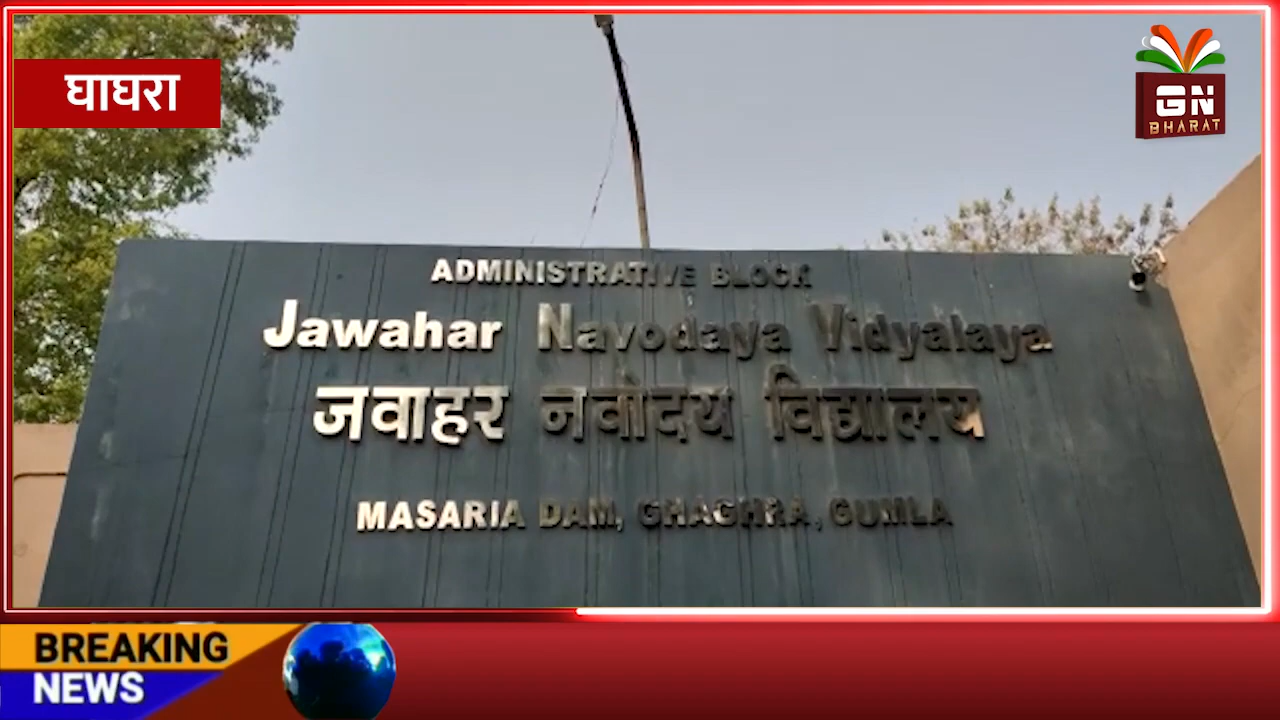 घाघरा
GN
BHARAT
ADMINISTRATIVE BLOCK
Jawahar Navodaya Vidyalaya
जवाहर नवोदय विद्यालय
MASARIA DAM, GHAGHRA, GUMLA
BREAKING
NEWS